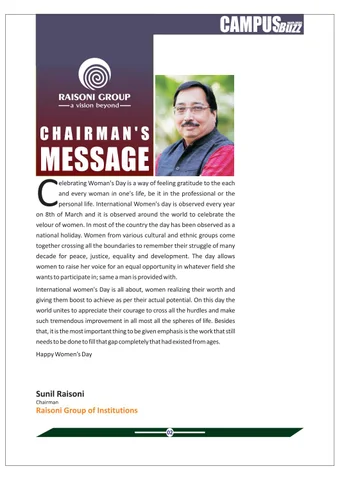 CAMPUS BUZZ
RAISONI GROUP
a vision beyond
CHAIRMAN'S
MESSAGE
Celebrating Woman's Day is a way of feeling gratitude to the each
and every woman in one's life, be it in the professional or the
personal life. International Women's day is observed every year
on 8th of March and it is observed around the world to celebrate the
velour of women. In most of the country the day has been observed as a
national holiday. Women from various cultural and ethnic groups come
together crossing all the boundaries to remember their struggle of many
decade for peace, justice, equality and development. The day allows
women to raise her voice for an equal opportunity in whatever field she
wants to participate in; same a man is provided with.
International women's Day is all about, women realizing their worth and
giving them boost to achieve as per their actual potential. On this day the
world unites to appreciate their courage to cross all the hurdles and make
such tremendous improvement in all most all the spheres of life. Besides
that, it is the most important thing to be given emphasis is the work that still
needs to be done to fill that gap completely that had existed from ages.
Happy Women's Day
Sunil Raisoni
Chairman
Raisoni Group of Institutions